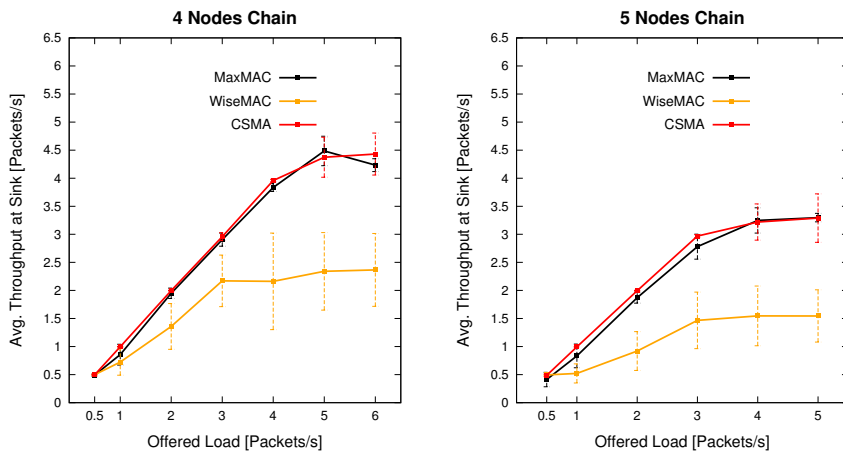 4 Nodes Chain
Avg. Throughput at Sink [Packets/s]
6.5
6
5.5
5
4.5
4
3.5
3
2.5
2
1.5
1
0.5
0
MaxMAC
WiseMAC
CSMA
0.5 1 2 3 4 5 6
Offered Load [Packets/s]
5 Nodes Chain
Avg. Throughput at Sink [Packets/s]
6.5
6
5.5
5
4.5
4
3.5
3
2.5
2
1.5
1
0.5
0
MaxMAC
WiseMAC
CSMA
0.5 1 2 3 4 5
Offered Load [Packets/s]